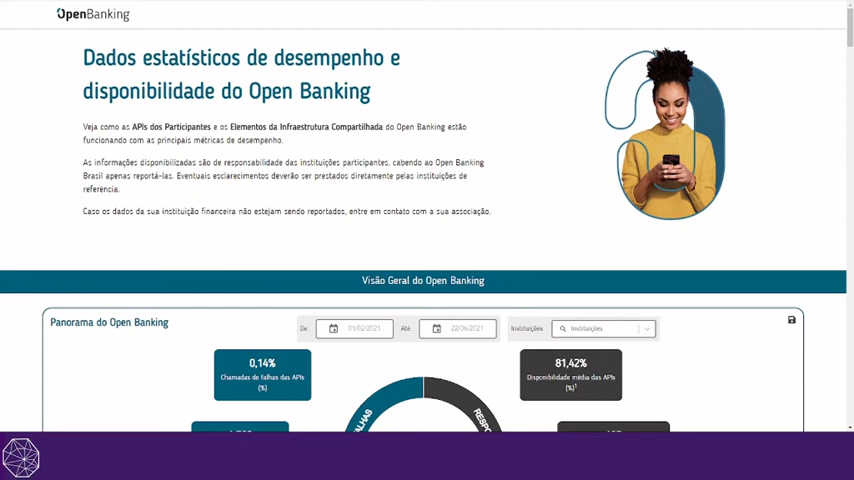 OpenBanking
Dados estatísticos de desempenho e
disponibilidade do Open Banking
Veja como as APIs dos Participantes e os Elementos da Infraestrutura Compartilhada do Open Banking estão
funcionando com as principais métricas de desempenho.
As informações disponibilizadas são de responsabilidade das instituições participantes, cabendo ao Open Banking
Brasil apenas reportá-las. Eventuais esclarecimentos deverão ser prestados diretamente pelas instituições de
referência.
Caso os dados da sua instituição financeira não estejam sendo reportados, entre em contato com a sua associação.
Visão Geral do Open Banking
Panorama do Open Banking
De: 01/02/2021 Até: 22/06/2021 Instituições: Instituições
0,14%
Chamadas de falhas das APIs
(%)
81,42%
Disponibilidade média das APIs
(%)¹